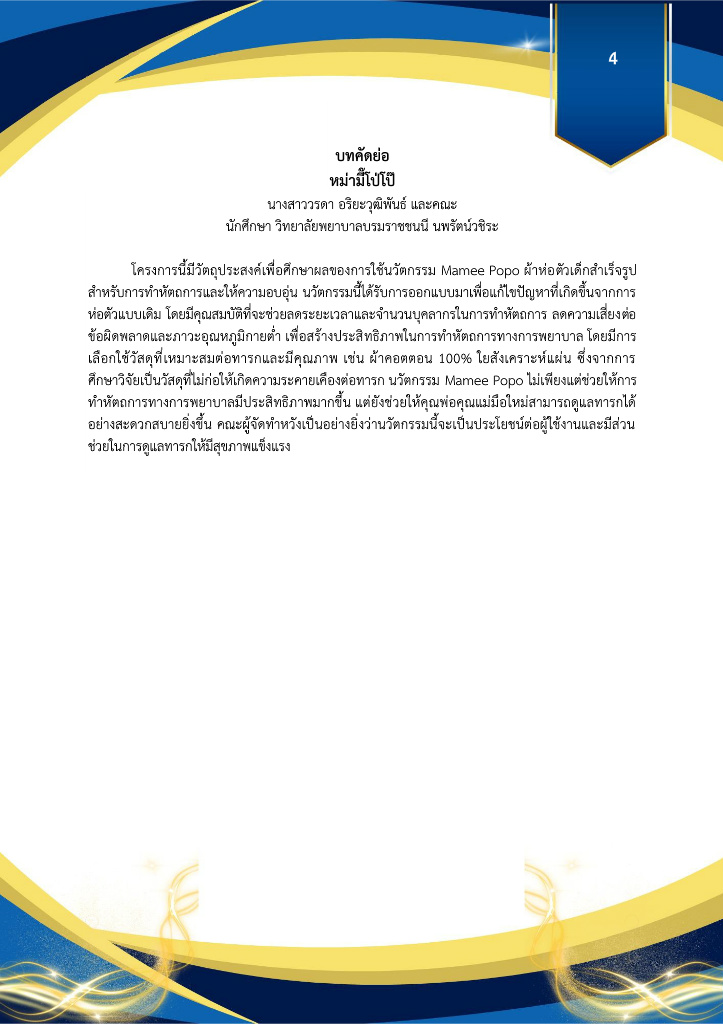 4
บทคัดย่อ
หม่ามี๊โป่โป๊
นางสาววรดา อริยะวุฒิพันธ์ และคณะ
นักศึกษา วิทยาลัยพยาบาลบรมราชชนนี นพรัตน์วชิระ
โครงการนี้มีวัตถุประสงค์เพื่อศึกษาผลของการใช้นวัตกรรม Mamee Popo ผ้าห่อตัวเด็กสำเร็จรูป
สำหรับการทำหัตถการและให้ความอบอุ่น นวัตกรรมนี้ได้รับการออกแบบมาเพื่อแก้ไขปัญหาที่เกิดขึ้นจากการ
ห่อตัวแบบเดิม โดยมีคุณสมบัติที่จะช่วยลดระยะเวลาและจำนวนบุคลากรในการทำหัตถการ ลดความเสี่ยงต่อ
ข้อผิดพลาดและภาวะอุณหภูมิกายต่ำ เพื่อสร้างประสิทธิภาพในการทำหัตถการทางการพยาบาล โดยมีการ
เลือกใช้วัสดุที่เหมาะสมต่อทารกและมีคุณภาพ เช่น ผ้าคอตตอน 100% ใยสังเคราะห์แผ่น ซึ่งจากการ
ศึกษาวิจัยเป็นวัสดุที่ไม่ก่อให้เกิดความระคายเคืองต่อทารก นวัตกรรม Mamee Popo ไม่เพียงแต่ช่วยให้การ
ทำหัตถการทางการพยาบาลมีประสิทธิภาพมากขึ้น แต่ยังช่วยให้คุณพ่อคุณแม่มือใหม่สามารถดูแลทารกได้
อย่างสะดวกสบายยิ่งขึ้น คณะผู้จัดทำหวังเป็นอย่างยิ่งว่านวัตกรรมนี้จะเป็นประโยชน์ต่อผู้ใช้งานและมีส่วน
ช่วยในการดูแลทารกให้มีสุขภาพแข็งแรง